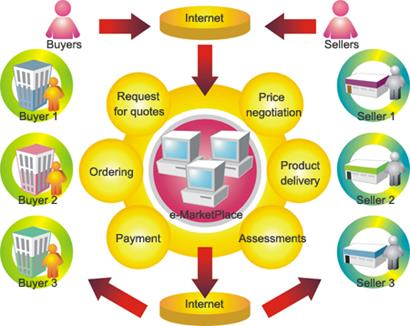 Internet
Buyers
Sellers
Buyer 1
Request
for quotes
Price
negotiation
Seller 1
Ordering
Product
delivery
e-MarketPlace
Buyer 2
Seller 2
Payment
Assessments
Buyer 3
Seller 3
Internet